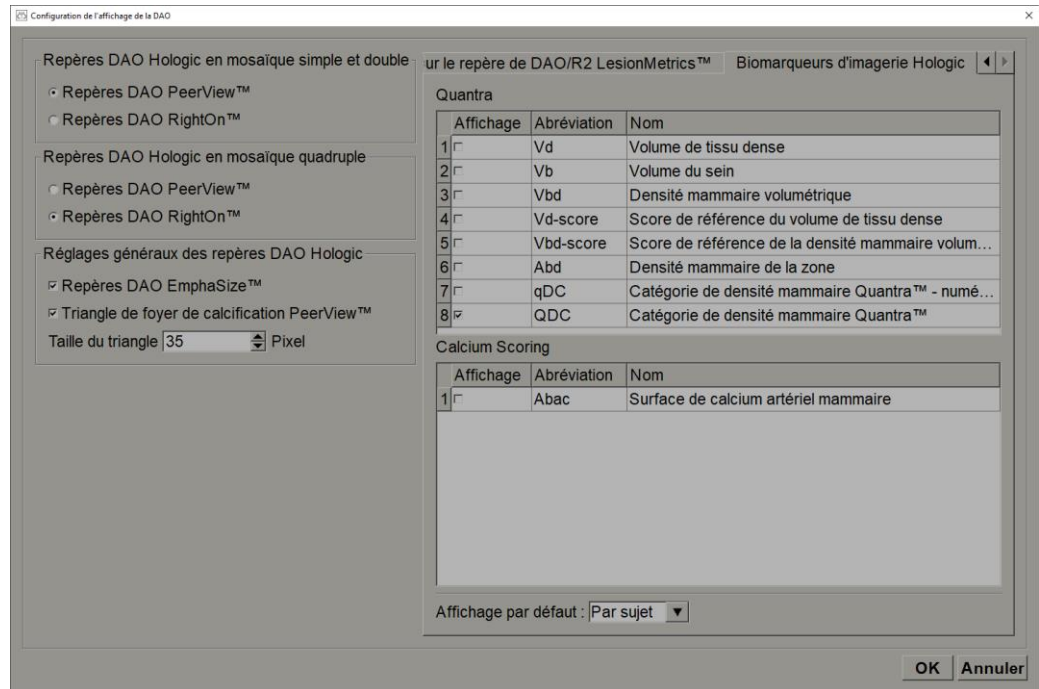 Configuration de l'affichage de la DAO
Repères DAO Hologic en mosaïque simple et double
Repères DAO PeerView™
Repères DAO RightOn™
Repères DAO Hologic en mosaïque quadruple
Repères DAO PeerView™
Repères DAO RightOn™
Réglages généraux des repères DAO Hologic
Repères DAO EmphaSize™
Triangle de foyer de calcification PeerView™
Taille du triangle 35 Pixel
ur le repère de DAO/R2 LesionMetrics™ Biomarqueurs d'imagerie Hologic
Quantra
Affichage Abréviation Nom
1 Vd Volume de tissu dense
2 Vb Volume du sein
3 Vbd Densité mammaire volumétrique
4 Vd-score Score de référence du volume de tissu dense
5 Vbd-score Score de référence de la densité mammaire volum...
6 Abd Densité mammaire de la zone
7 qDC Catégorie de densité mammaire Quantra™ - numé...
8 QDC Catégorie de densité mammaire Quantra™
Calcium Scoring
Affichage Abréviation Nom
1 Abac Surface de calcium artériel mammaire
Affichage par défaut : Par sujet
OK Annuler